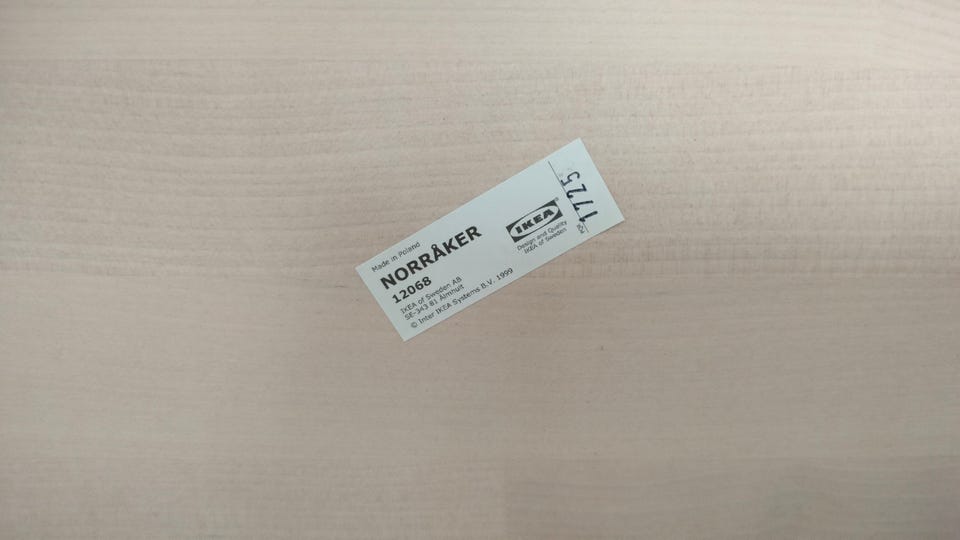 Made in Poland
NORRÅKER
12068
IKEA of Sweden AB
SE-343 81 Älmhult
© Inter IKEA Systems B.V. 1999
IKEA®
Design and Quality
IKEA of Sweden
1725